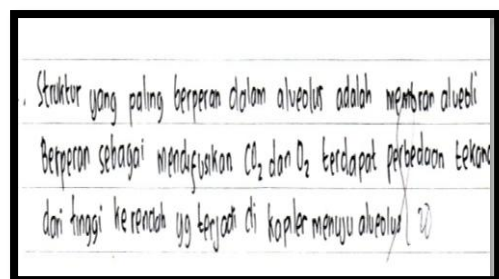 . Struktur yang paling berperan dalam alveolus adalah membran alveoli
Berperan sebagai mendifusikan CO₂ dan O₂ terdapat perbedaan tekana
dari tinggi ke rendah yg terjadi di kapiler menuju alveolus